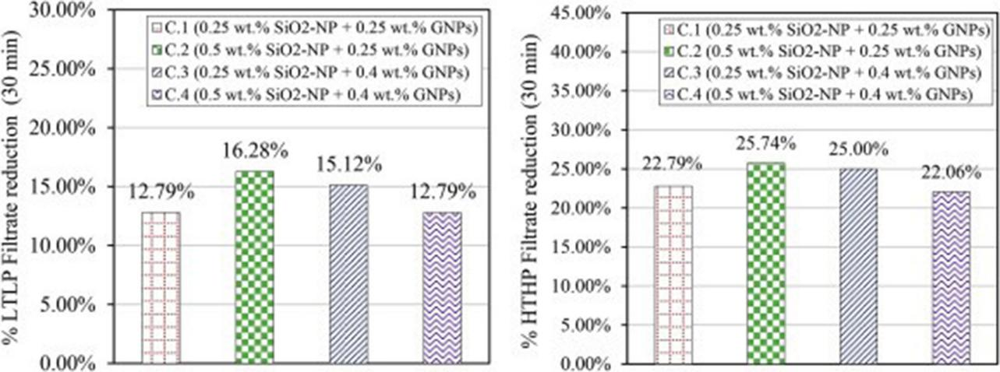 % LTLP Filtrate reduction (30 min)
30.00%
25.00%
20.00%
15.00%
10.00%
5.00%
0.00%
C.1 (0.25 wt.% SiO2-NP + 0.25 wt.% GNPs)
C.2 (0.5 wt.% SiO2-NP + 0.25 wt.% GNPs)
C.3 (0.25 wt.% SiO2-NP + 0.4 wt.% GNPs)
C.4 (0.5 wt.% SiO2-NP + 0.4 wt.% GNPs)
12.79%
16.28%
15.12%
12.79%
% HTHP Filtrate reduction (30 min)
45.00%
40.00%
35.00%
30.00%
25.00%
20.00%
15.00%
10.00%
5.00%
0.00%
C.1 (0.25 wt.% SiO2-NP + 0.25 wt.% GNPs)
C.2 (0.5 wt.% SiO2-NP + 0.25 wt.% GNPs)
C.3 (0.25 wt.% SiO2-NP + 0.4 wt.% GNPs)
C.4 (0.5 wt.% SiO2-NP + 0.4 wt.% GNPs)
22.79%
25.74%
25.00%
22.06%